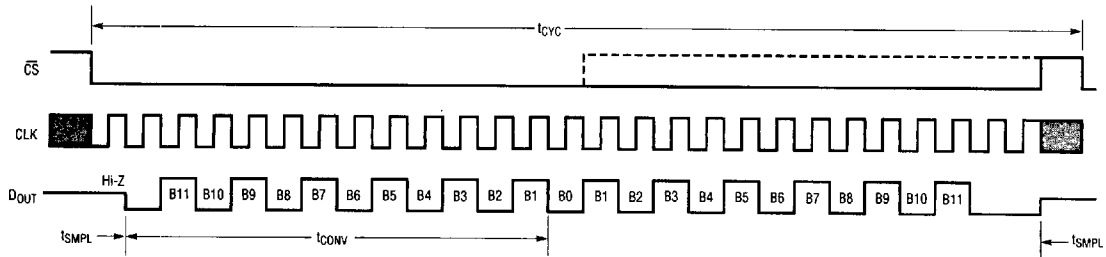 tCYC
CS
CLK
Hi-Z
DOUT
B11 B10 B9 B8 B7 B6 B5 B4 B3 B2 B1 B0 B1 B2 B3 B4 B5 B6 B7 B8 B9 B10 B11
tSMPL tCONV tSMPL